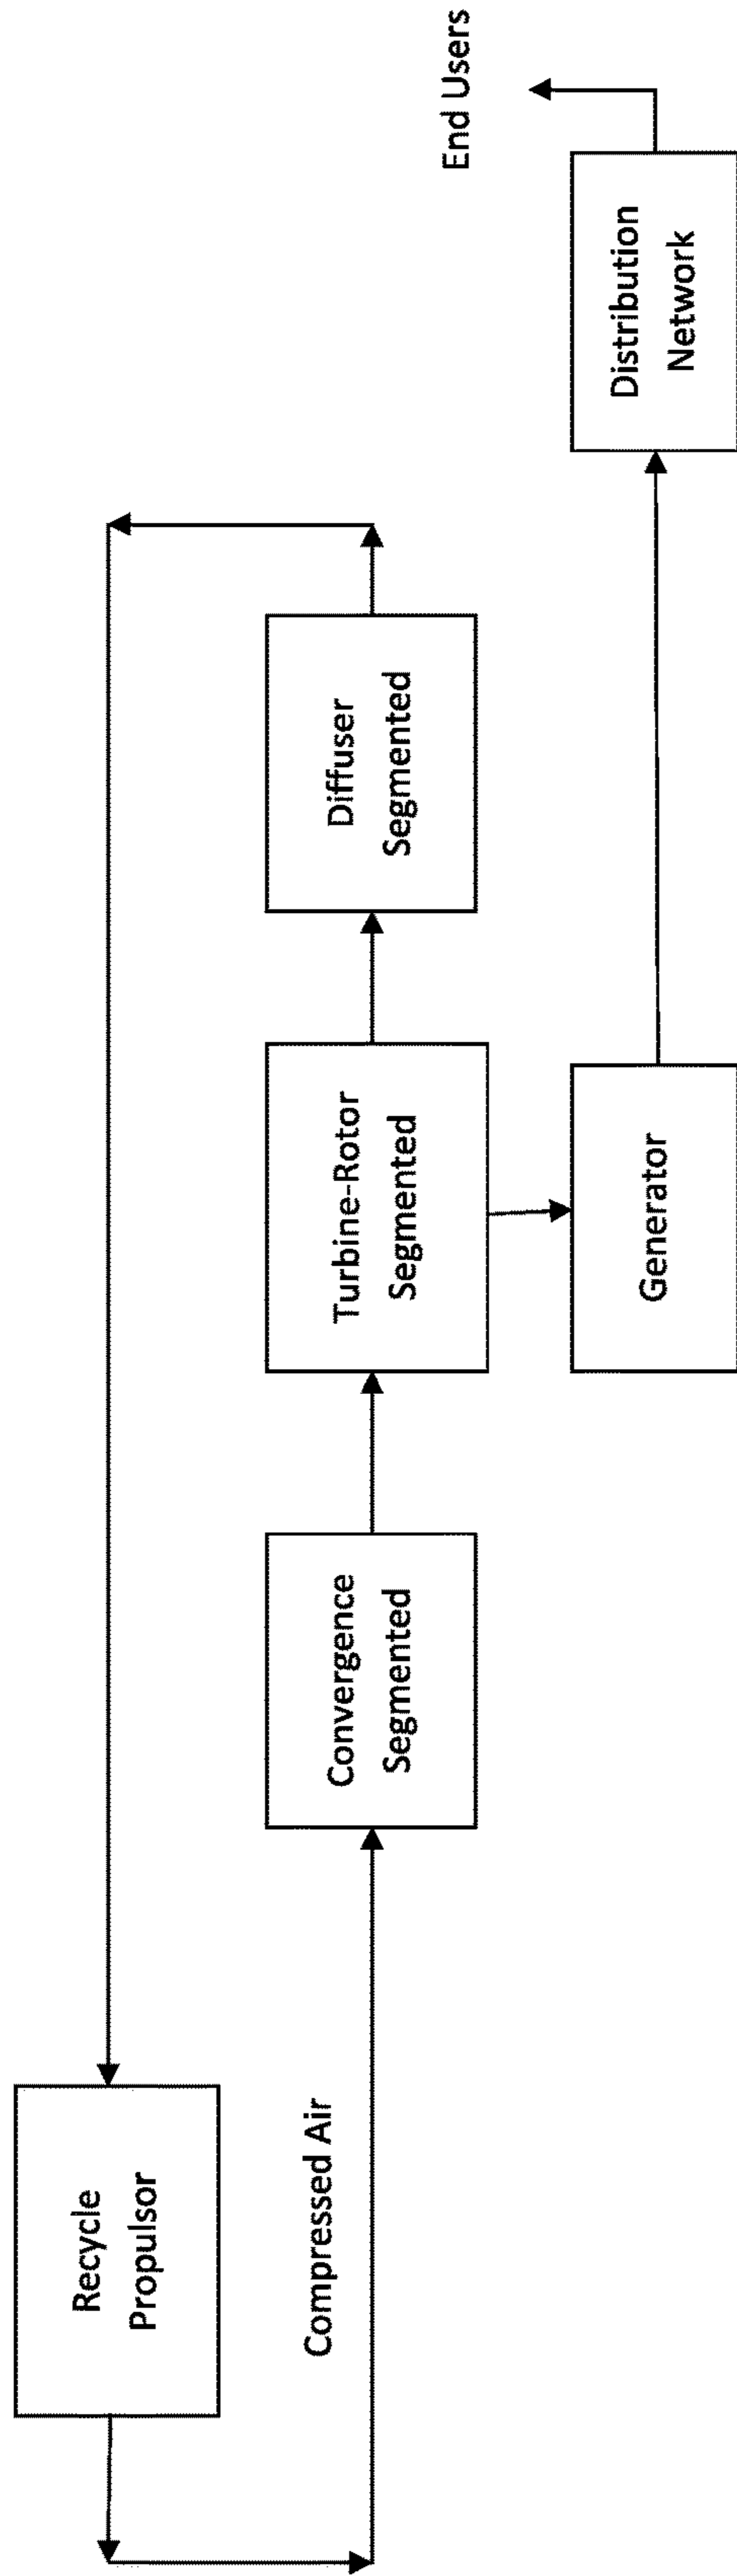 Recycle
Propulsor
Compressed Air
Convergence
Segmented
Turbine-Rotor
Segmented
Diffuser
Segmented
Generator
Distribution
Network
End Users